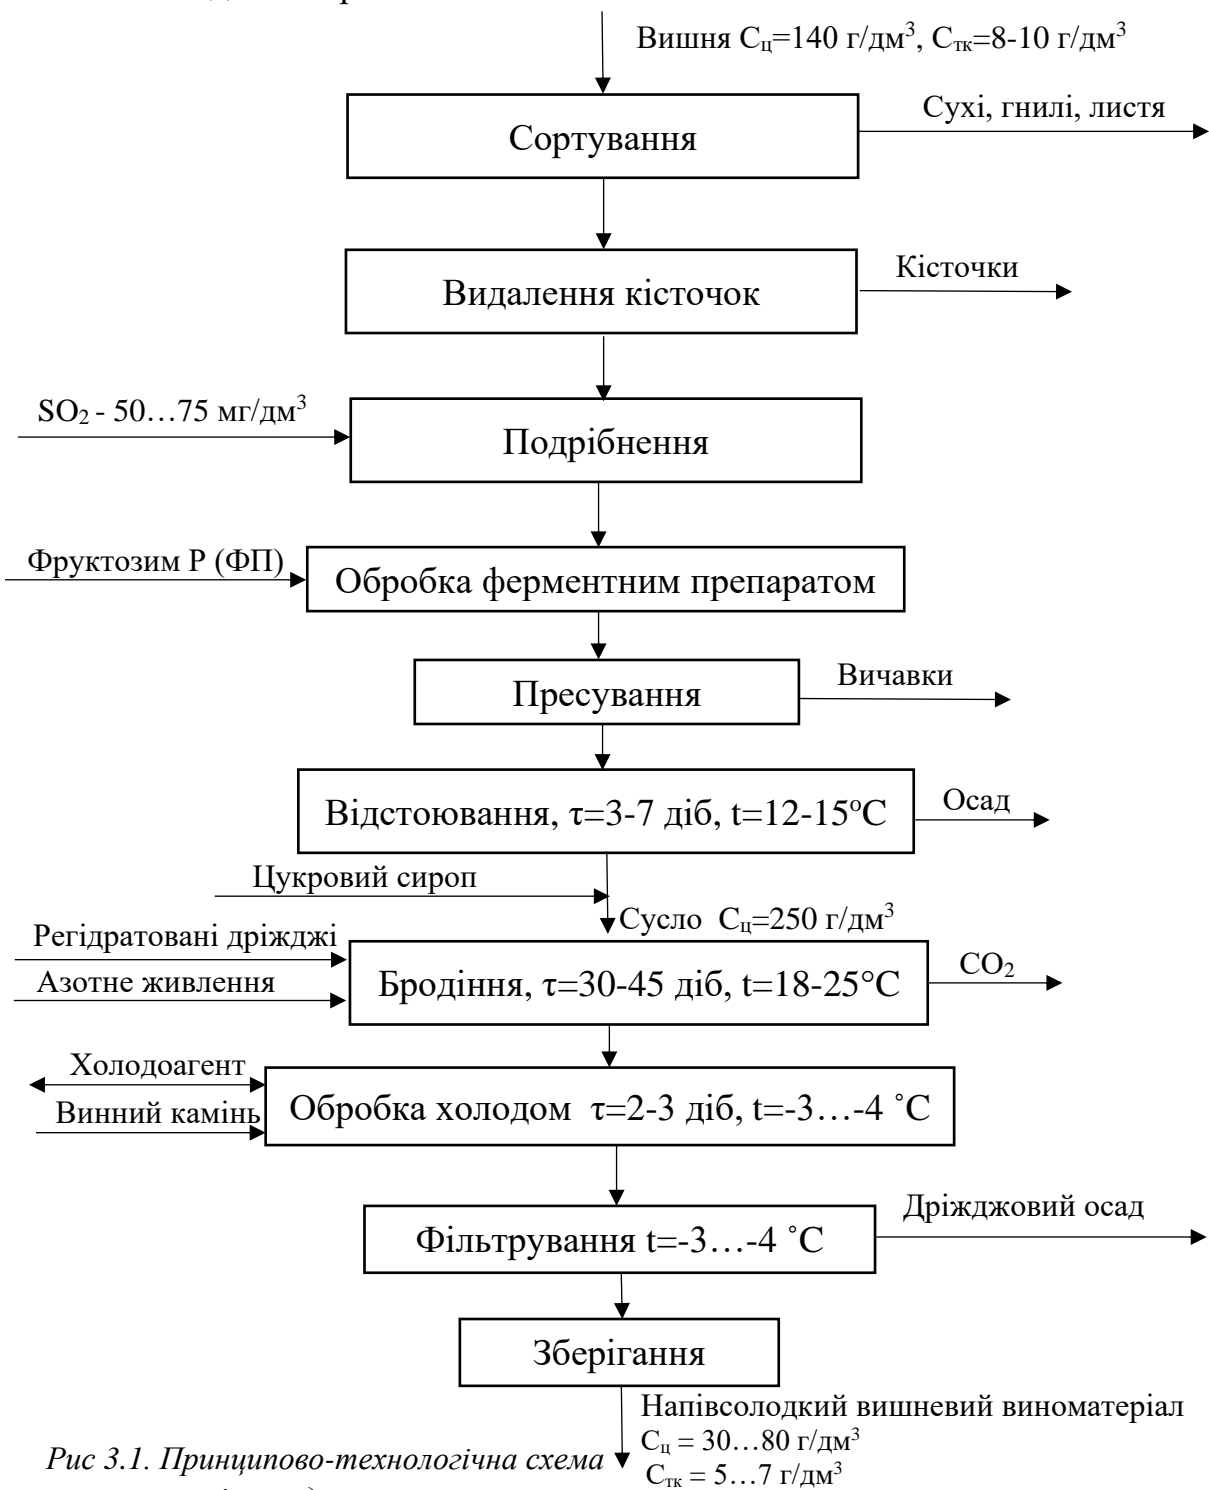 Вишня Сц=140 г/дм³, Стк=8-10 г/дм³
Сухі, гнилі, листя
Сортування
Кісточки
Видалення кісточок
SO₂ - 50…75 мг/дм³
Подрібнення
Фруктозим Р (ФП)
Обробка ферментним препаратом
Вичавки
Пресування
Відстоювання, τ=3-7 діб, t=12-15ºС
Осад
Цукровий сироп
Сусло Сц=250 г/дм³
Регідратовані дріжджі
Азотне живлення
Бродіння, τ=30-45 діб, t=18-25°С
CO₂
Холодоагент
Винний камінь
Обробка холодом τ=2-3 діб, t=-3…-4 ˚С
Дріжджовий осад
Фільтрування t=-3…-4 ˚С
Зберігання
Напівсолодкий вишневий виноматеріал
Сц = 30…80 г/дм³
Стк = 5…7 г/дм³
Рис 3.1. Принципово-технологічна схема